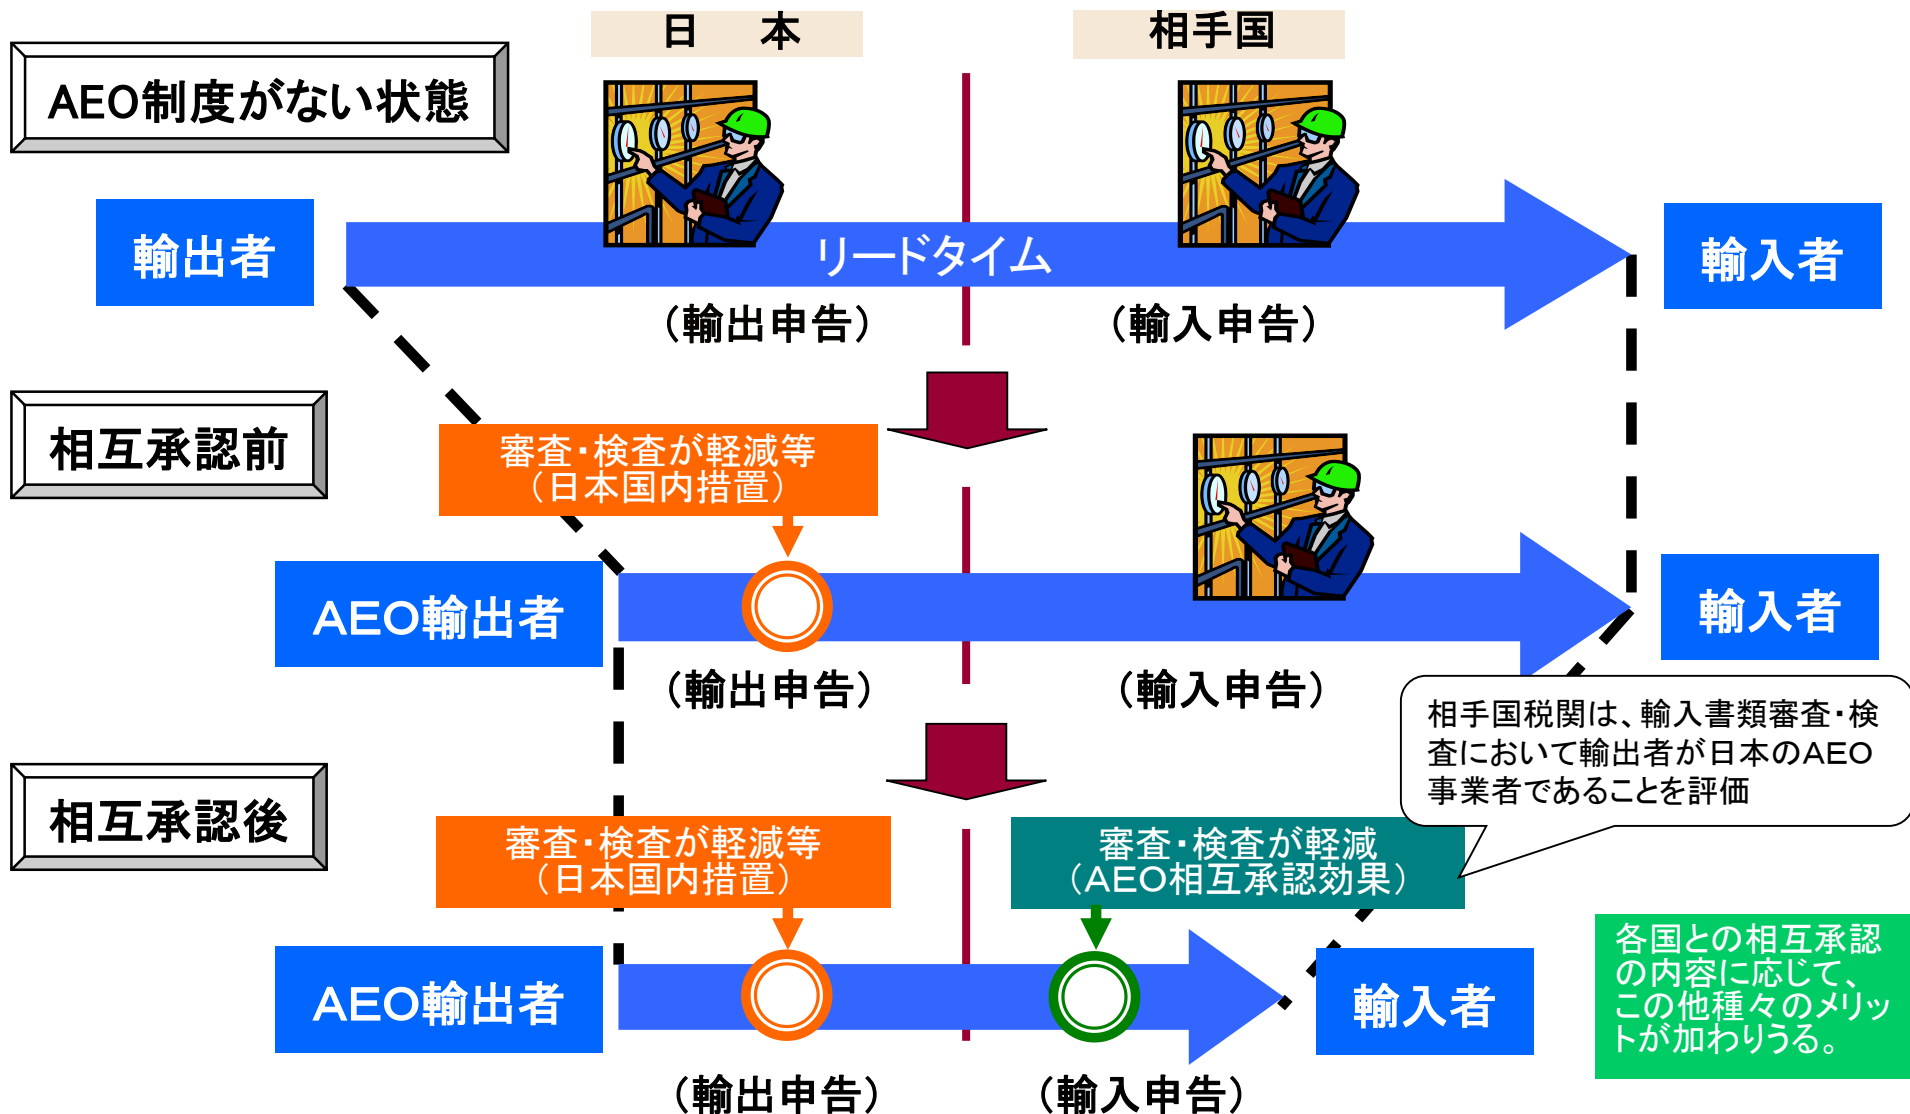 日　本
相手国
AEO制度がない状態
輸出者
リードタイム
輸入者
（輸出申告）
（輸入申告）
相互承認前
審査・検査が軽減等
（日本国内措置）
AEO輸出者
輸入者
（輸出申告）
（輸入申告）
相手国税関は、輸入書類審査・検
査において輸出者が日本のAEO
事業者であることを評価
相互承認後
審査・検査が軽減等
（日本国内措置）
審査・検査が軽減
（AEO相互承認効果）
AEO輸出者
輸入者
各国との相互承認
の内容に応じて、
この他種々のメリッ
トが加わりうる。
（輸出申告）
（輸入申告）